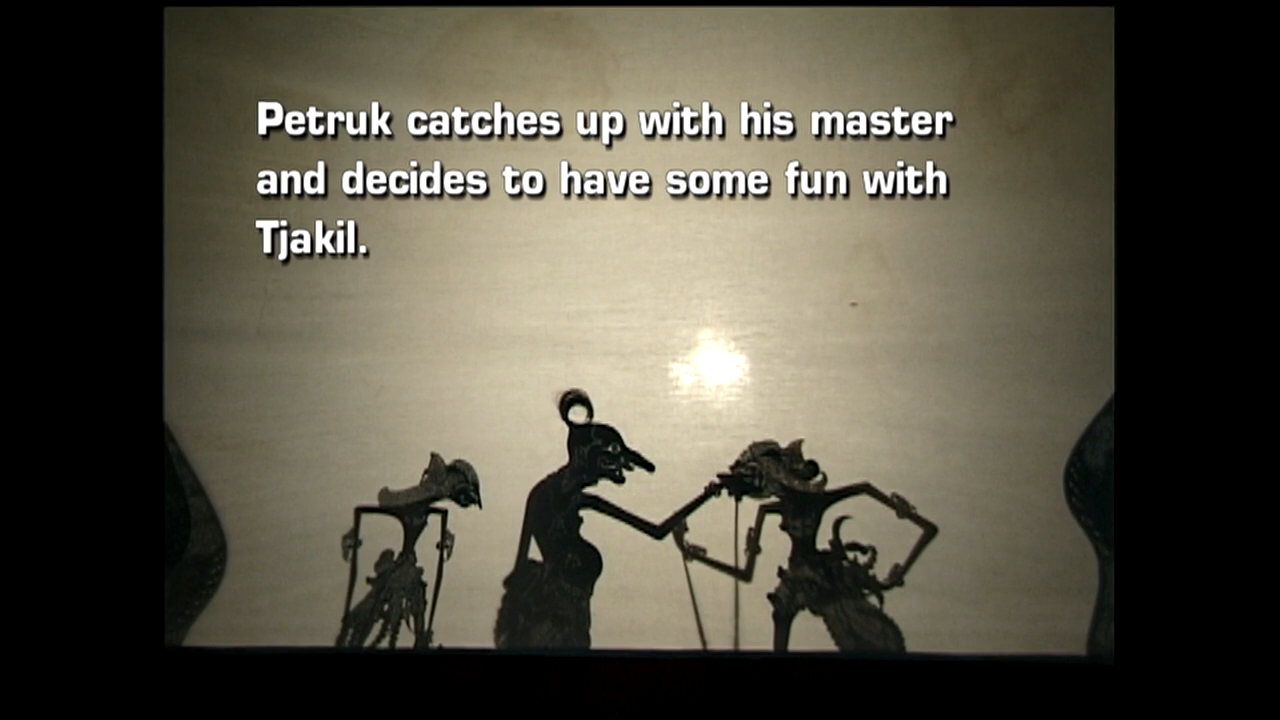 Petruk catches up with his master
and decides to have some fun with
Tjakil.